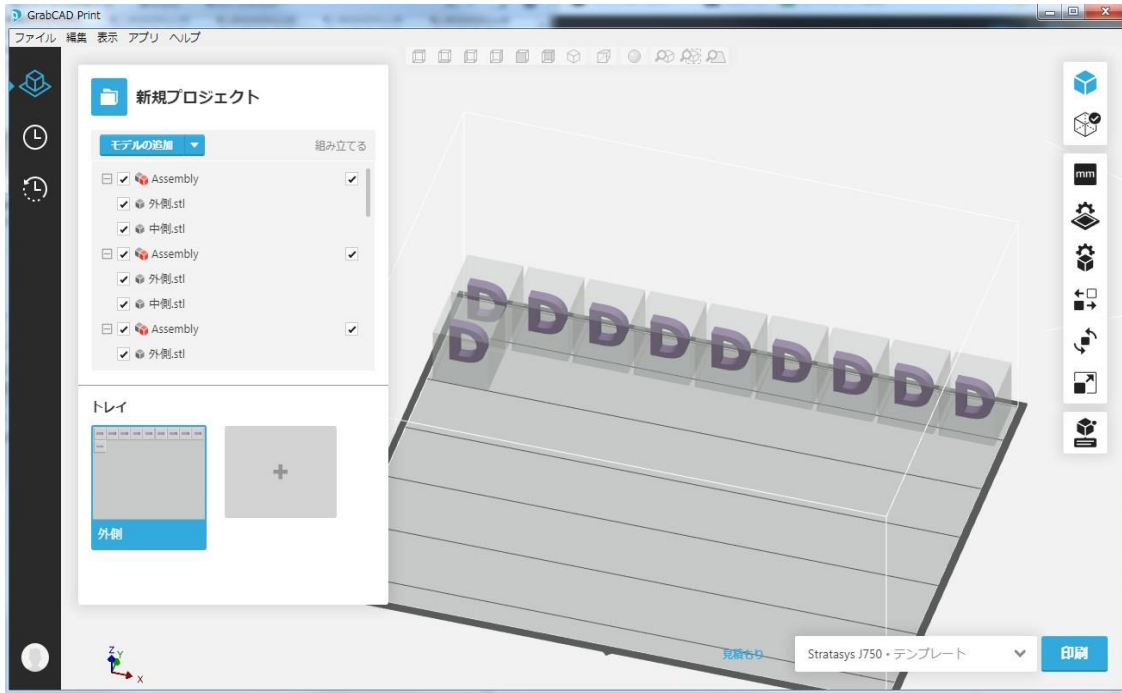 GrabCAD Print
ファイル 編集 表示 アプリ ヘルプ
新規プロジェクト
モデルの追加
組み立てる
Assembly
外側.stl
中側.stl
Assembly
外側.stl
中側.stl
Assembly
外側.stl
トレイ
外側
mm
D D D D D D D D D
D
Z Y
X
見積もり
Stratasys J750 • テンプレート
印刷